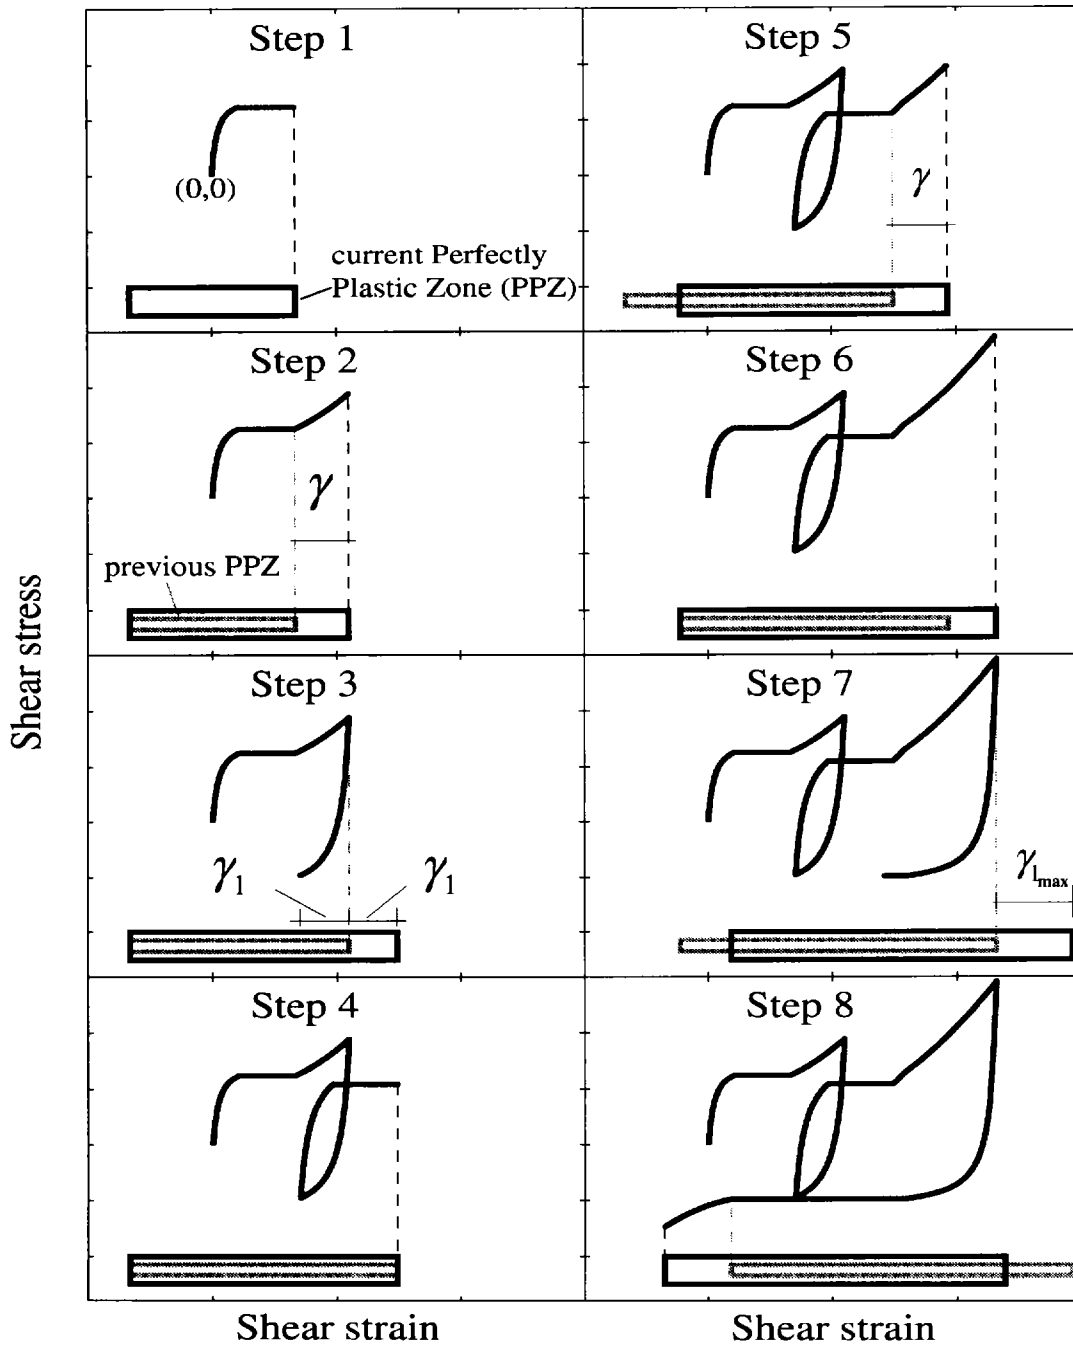 Step 1
(0,0)
current Perfectly
Plastic Zone (PPZ)
Step 2
γ
previous PPZ
Step 3
γ1
γ1
Step 4
Step 5
γ
Step 6
Step 7
γ1max
Step 8
Shear stress
Shear strain
Shear strain